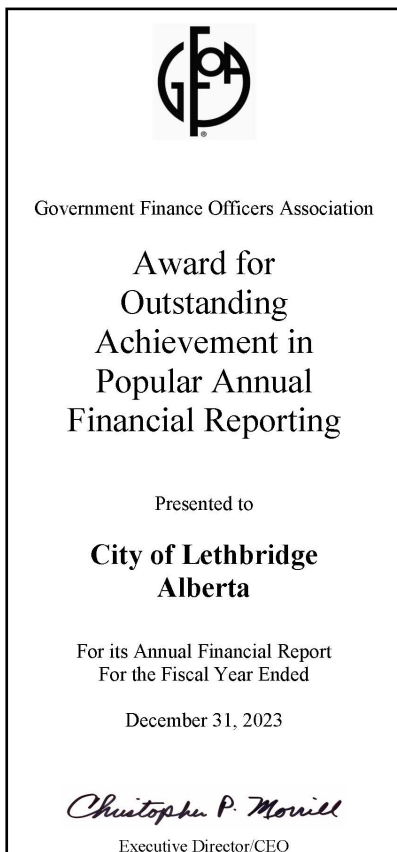 GFOA
®
Government Finance Officers Association
Award for
Outstanding
Achievement in
Popular Annual
Financial Reporting
Presented to
City of Lethbridge
Alberta
For its Annual Financial Report
For the Fiscal Year Ended
December 31, 2023
Christopher P. Morrill
Executive Director/CEO